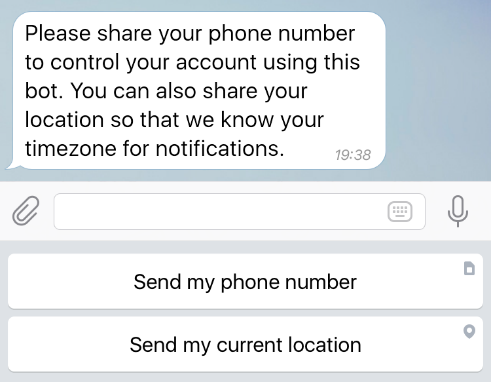 Please share your phone number
to control your account using this
bot. You can also share your
location so that we know your
timezone for notifications.
19:38
Send my phone number
Send my current location